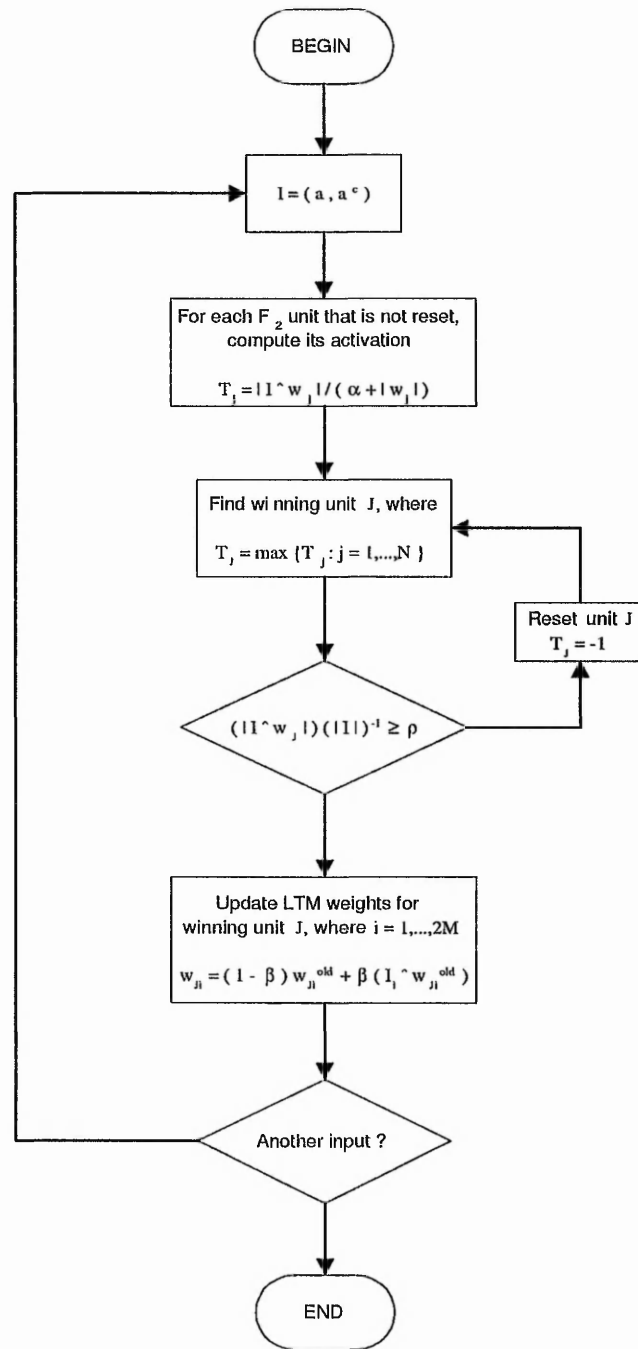 BEGIN
I = ( a , a ᶜ )
For each F ₂ unit that is not reset,
compute its activation
T ⱼ = | I ^ w ⱼ | / ( α + | w ⱼ | )
Find winning unit J, where
T J = max { T j : j = 1,...,N }
Reset unit J
T J = -1
( | I ^ w J | ) ( | I | )⁻¹ ≥ ρ
Update LTM weights for
winning unit J, where i = 1,...,2M
w Ji = ( 1 - β ) w Ji ᵒˡᵈ + β ( I i ^ w Ji ᵒˡᵈ )
Another input ?
END